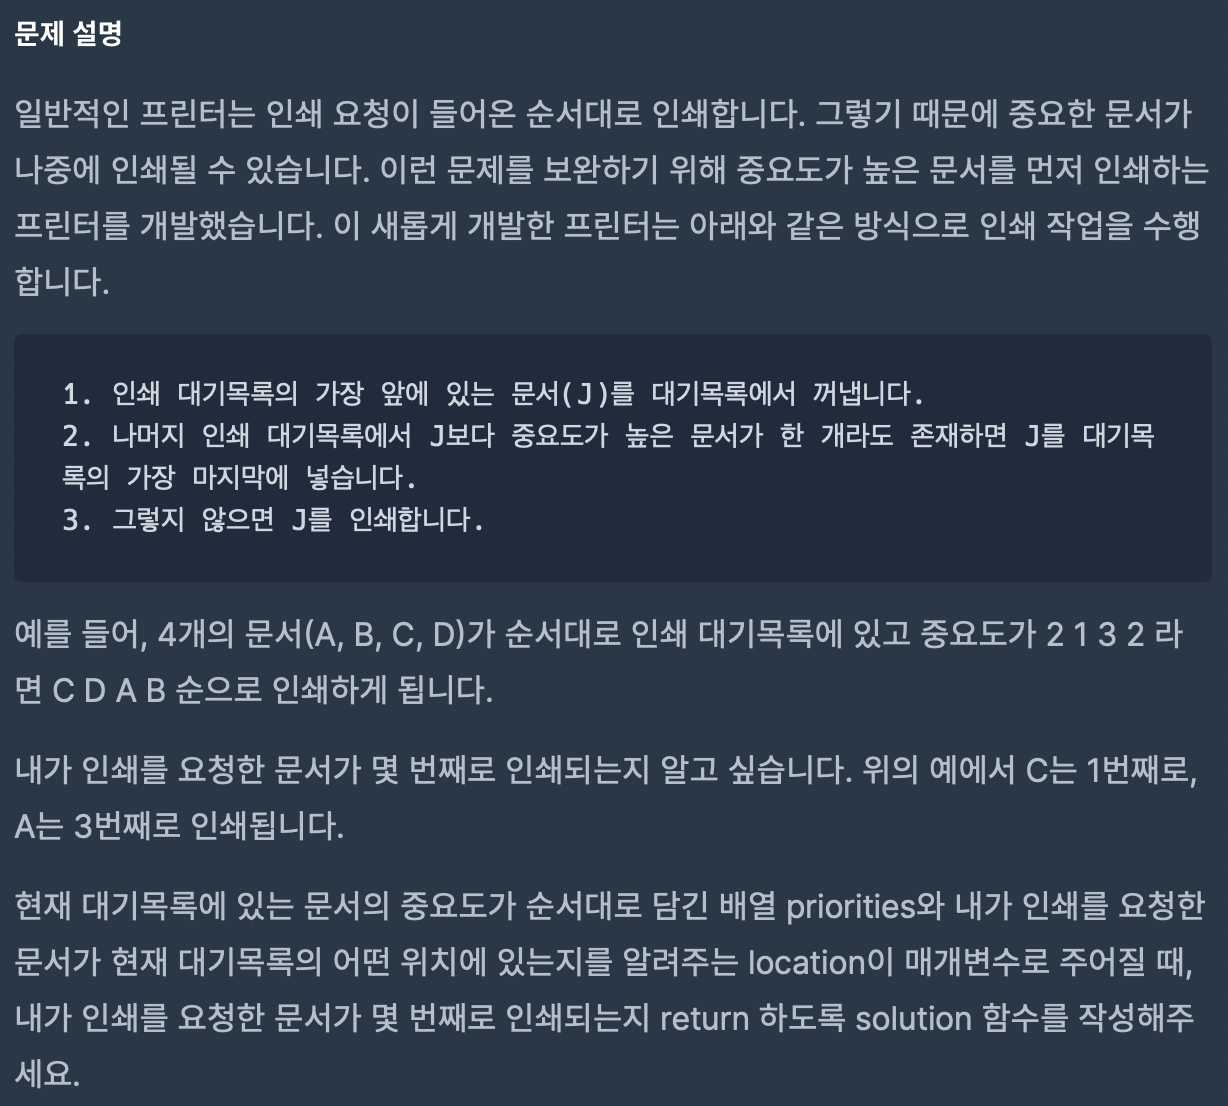 문제 설명
일반적인 프린터는 인쇄 요청이 들어온 순서대로 인쇄합니다. 그렇기 때문에 중요한 문서가
나중에 인쇄될 수 있습니다. 이런 문제를 보완하기 위해 중요도가 높은 문서를 먼저 인쇄하는
프린터를 개발했습니다. 이 새롭게 개발한 프린터는 아래와 같은 방식으로 인쇄 작업을 수행
합니다.
1. 인쇄 대기목록의 가장 앞에 있는 문서(J)를 대기목록에서 꺼냅니다.
2. 나머지 인쇄 대기목록에서 J보다 중요도가 높은 문서가 한 개라도 존재하면 J를 대기목
록의 가장 마지막에 넣습니다.
3. 그렇지 않으면 J를 인쇄합니다.
예를 들어, 4개의 문서(A, B, C, D)가 순서대로 인쇄 대기목록에 있고 중요도가 2 1 3 2 라
면 C D A B 순으로 인쇄하게 됩니다.
내가 인쇄를 요청한 문서가 몇 번째로 인쇄되는지 알고 싶습니다. 위의 예에서 C는 1번째로,
A는 3번째로 인쇄됩니다.
현재 대기목록에 있는 문서의 중요도가 순서대로 담긴 배열 priorities와 내가 인쇄를 요청한
문서가 현재 대기목록의 어떤 위치에 있는지를 알려주는 location이 매개변수로 주어질 때,
내가 인쇄를 요청한 문서가 몇 번째로 인쇄되는지 return 하도록 solution 함수를 작성해주
세요.